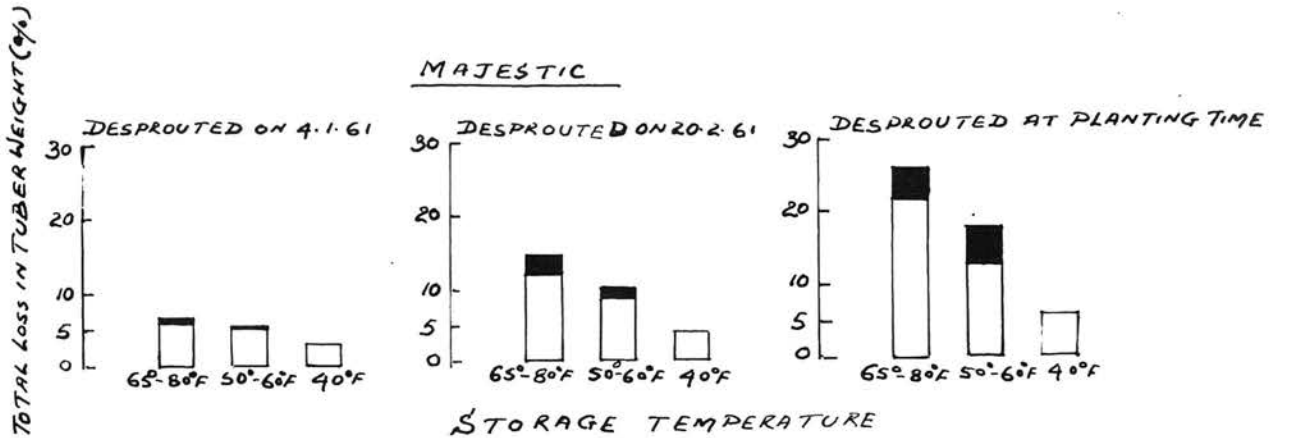 TOTAL LOSS IN TUBER WEIGHT (%)
MAJESTIC
DESPROUTED ON 4.1.61
30
20
10
5
0
65°-80°F 50°-60°F 40°F
DESPROUTED ON 20.2.61
30
20
10
5
0
65°-80°F 50°-60°F 40°F
DESPROUTED AT PLANTING TIME
30
20
10
5
0
65°-80°F 50°-60°F 40°F
STORAGE TEMPERATURE